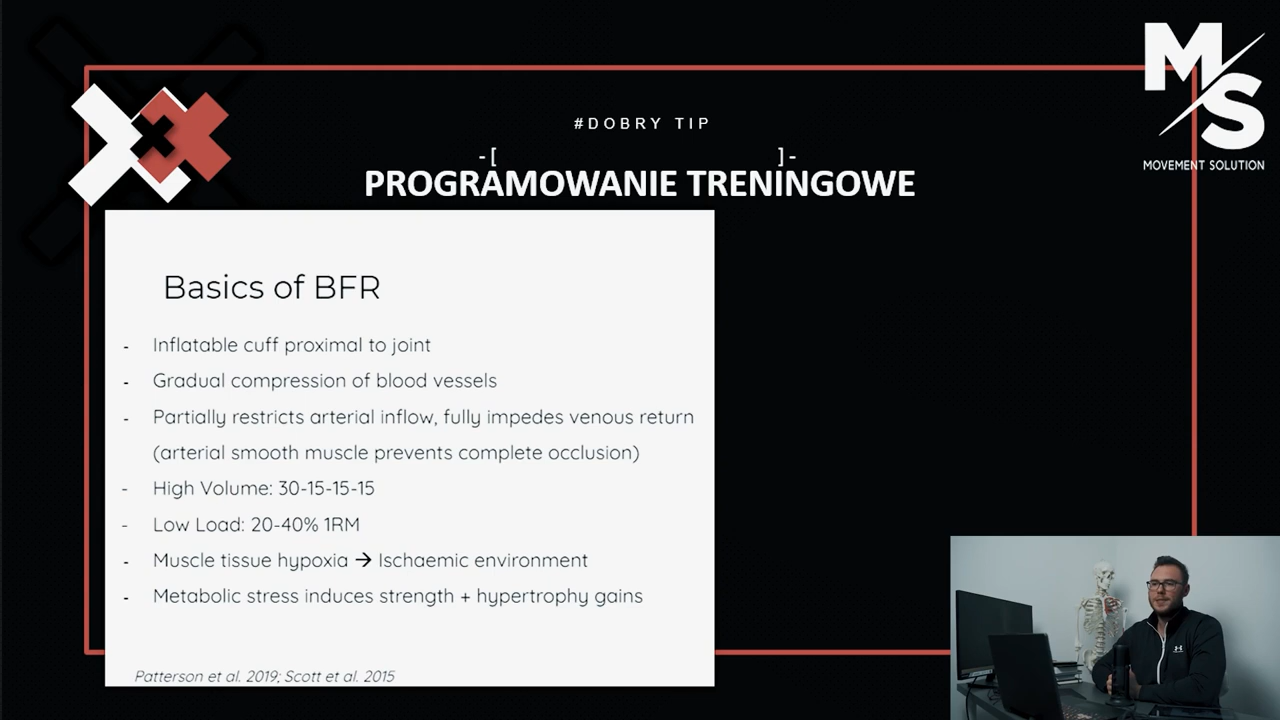 #DOBRY TIP
-[ ]-
PROGRAMOWANIE TRENINGOWE
M/S
MOVEMENT SOLUTION
Basics of BFR
- Inflatable cuff proximal to joint
- Gradual compression of blood vessels
- Partially restricts arterial inflow, fully impedes venous return
(arterial smooth muscle prevents complete occlusion)
- High Volume: 30-15-15-15
- Low Load: 20-40% 1RM
- Muscle tissue hypoxia → Ischaemic environment
- Metabolic stress induces strength + hypertrophy gains
Patterson et al. 2019; Scott et al. 2015